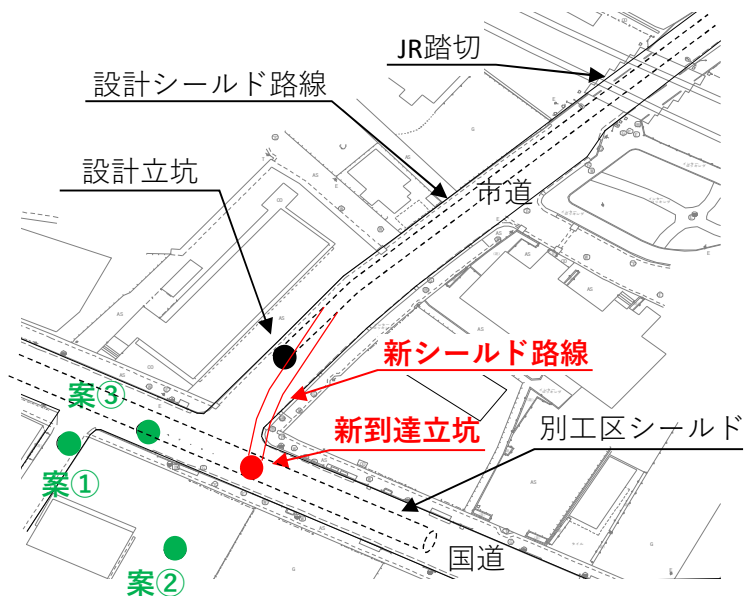 JR踏切
設計シールド路線
設計立坑
市道
新シールド路線
案③
新到達立坑
別工区シールド
案①
国道
案②